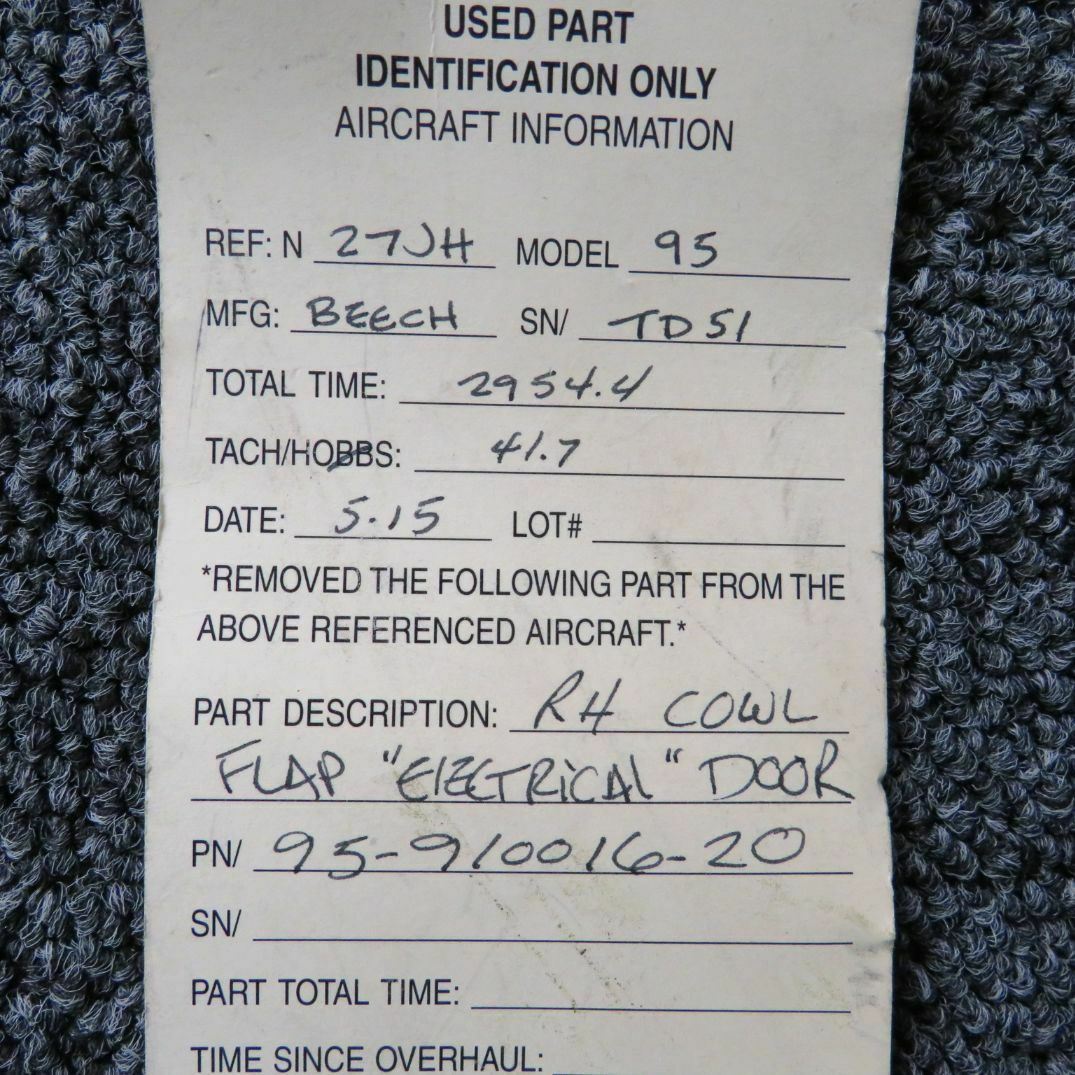 USED PART
IDENTIFICATION ONLY
AIRCRAFT INFORMATION
REF: N 27JH MODEL 95
MFG: BEECH SN/ TD51
TOTAL TIME: 2954.4
TACH/HOBBS: 41.7
DATE: 5.15 LOT#
*REMOVED THE FOLLOWING PART FROM THE
ABOVE REFERENCED AIRCRAFT.*
PART DESCRIPTION: RH COWL
FLAP "ELECTRICAL" DOOR
PN/ 95-910016-20
SN/
PART TOTAL TIME:
TIME SINCE OVERHAUL: